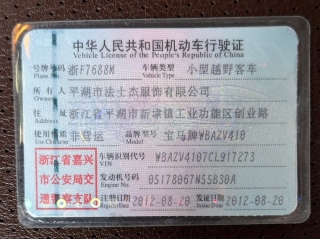 中华人民共和国机动车行驶证
Vehicle License of the People's Republic of China
号牌号码 浙F7688M 车辆类型 小型越野客车
Plate No. Vehicle Type
所有人 平湖市法士杰服饰有限公司
Owner
住址 浙江省平湖市新埭镇工业功能区创业路
Address
使用性质 非营运 品牌型号 宝马牌WBAZV410
Use Character Model
浙江省嘉兴
市公安局交
通警察支队
车辆识别代号 WBAZV4107CL917273
VIN
发动机号码 05178067N55B30A
Engine No.
注册日期 2012-08-20 发证日期 2012-08-20
Register Date Issue Date